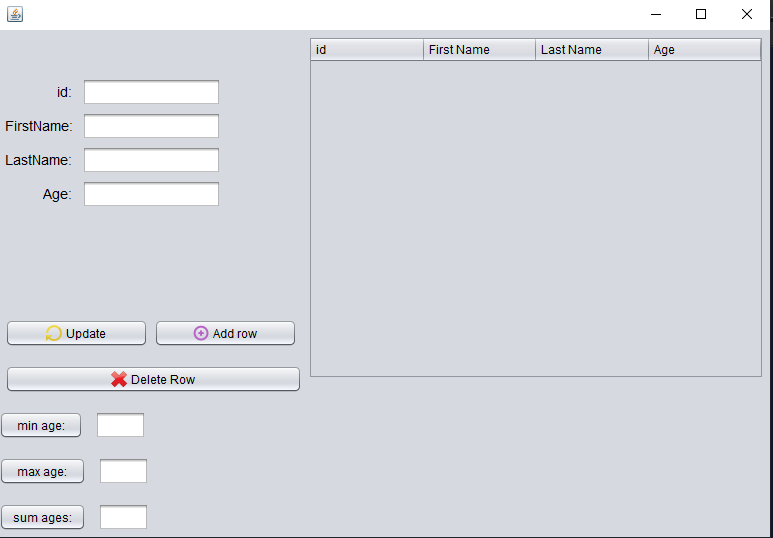 id First Name Last Name Age
id:
FirstName:
LastName:
Age:
Update Add row
Delete Row
min age:
max age:
sum ages: